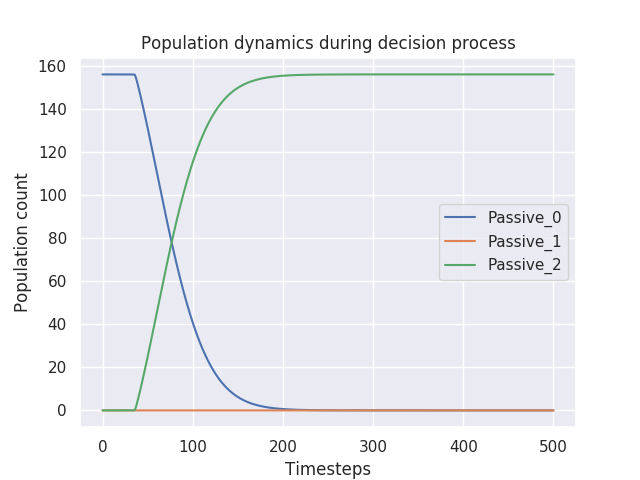 Population dynamics during decision process
160
140
120
100
80
60
40
20
0
Population count
Passive_0
Passive_1
Passive_2
0 100 200 300 400 500
Timesteps